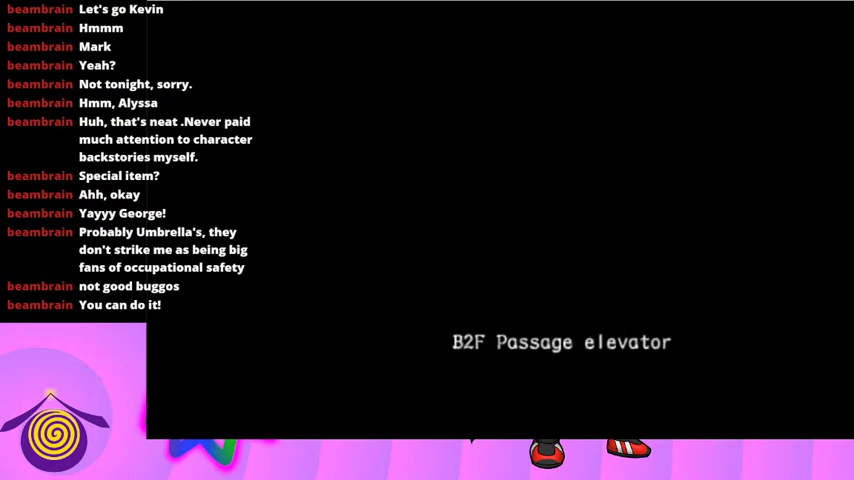 beambrain Let's go Kevin
beambrain Hmmm
beambrain Mark
beambrain Yeah?
beambrain Not tonight, sorry.
beambrain Hmm, Alyssa
beambrain Huh, that's neat .Never paid
much attention to character
backstories myself.
beambrain Special item?
beambrain Ahh, okay
beambrain Yayyy George!
beambrain Probably Umbrella's, they
don't strike me as being big
fans of occupational safety
beambrain not good buggos
beambrain You can do it!
B2F Passage elevator